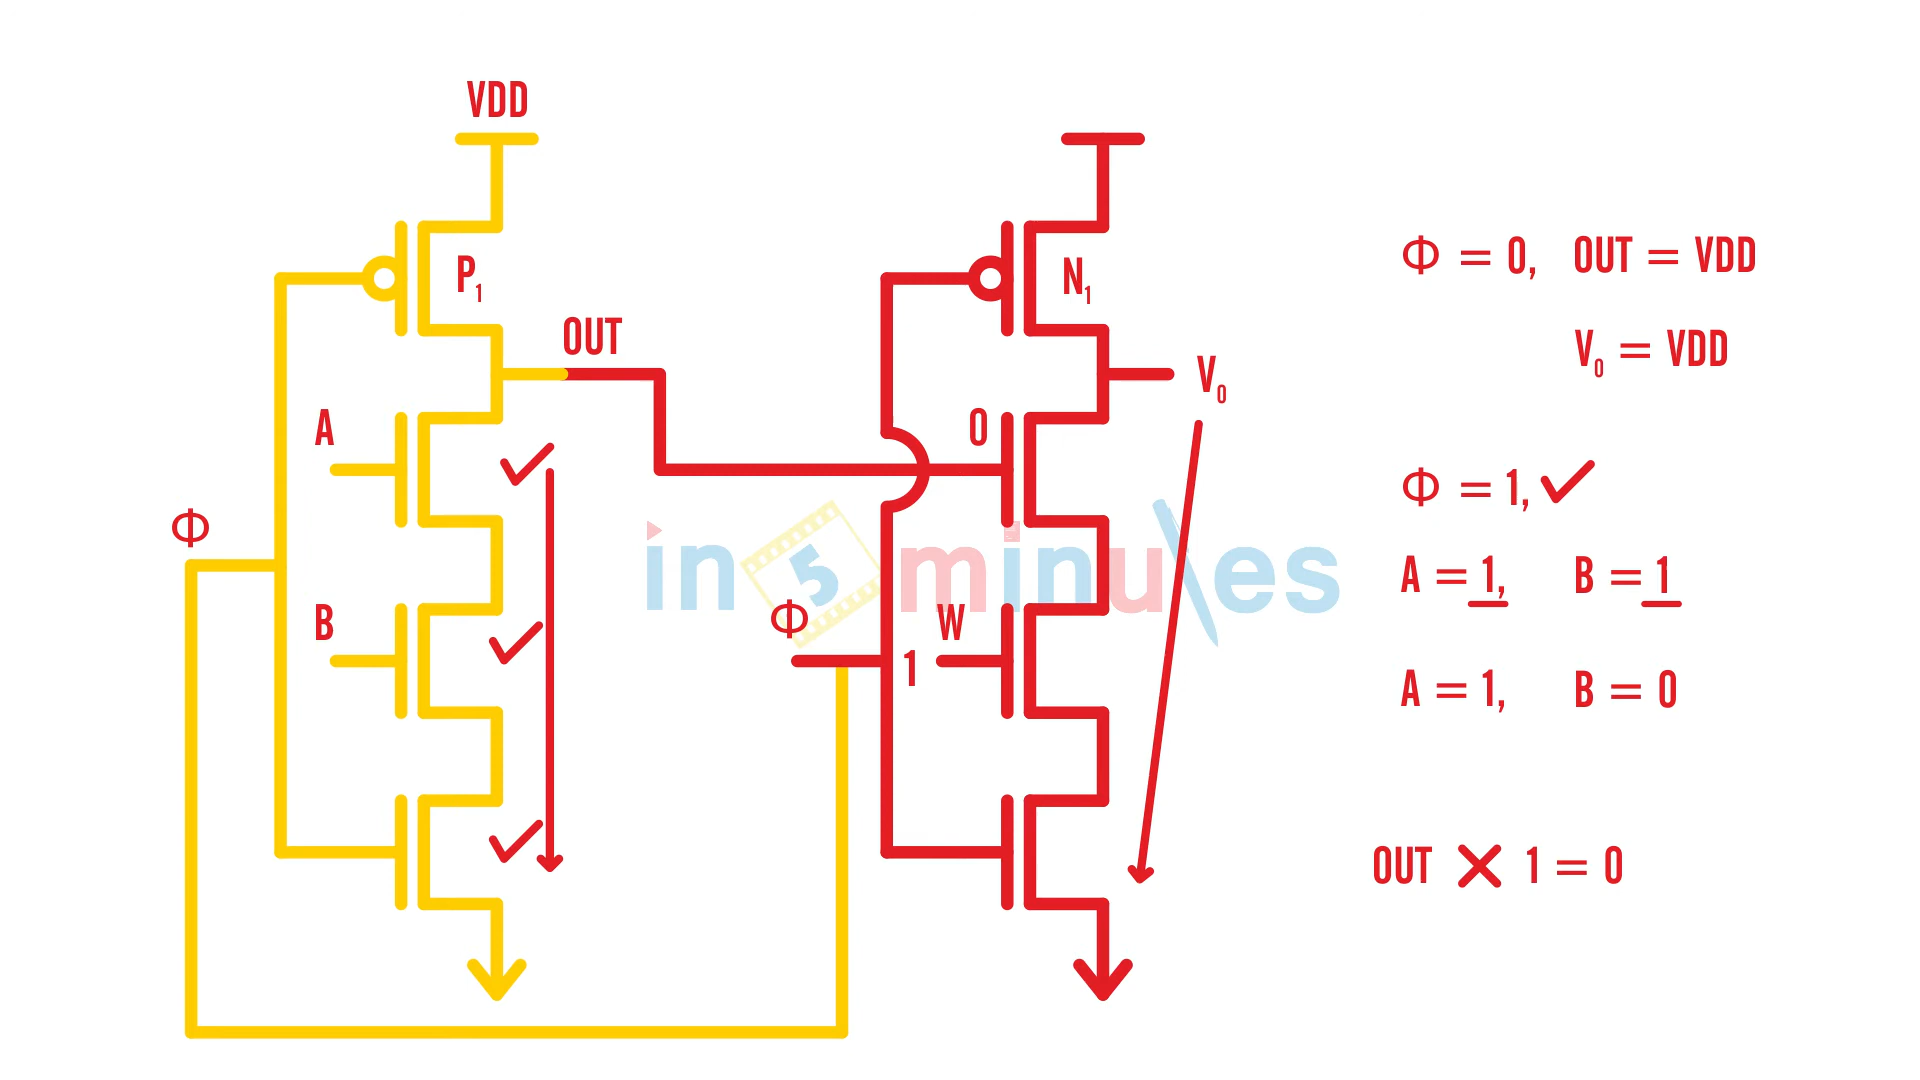 VDD
P1
N1
OUT
V0
A
0
Φ
in 5 minutes
B
Φ
1
W
Φ = 0, OUT = VDD
V0 = VDD
Φ = 1, ✓
A = 1, B = 1
A = 1, B = 0
OUT ✕ 1 = 0